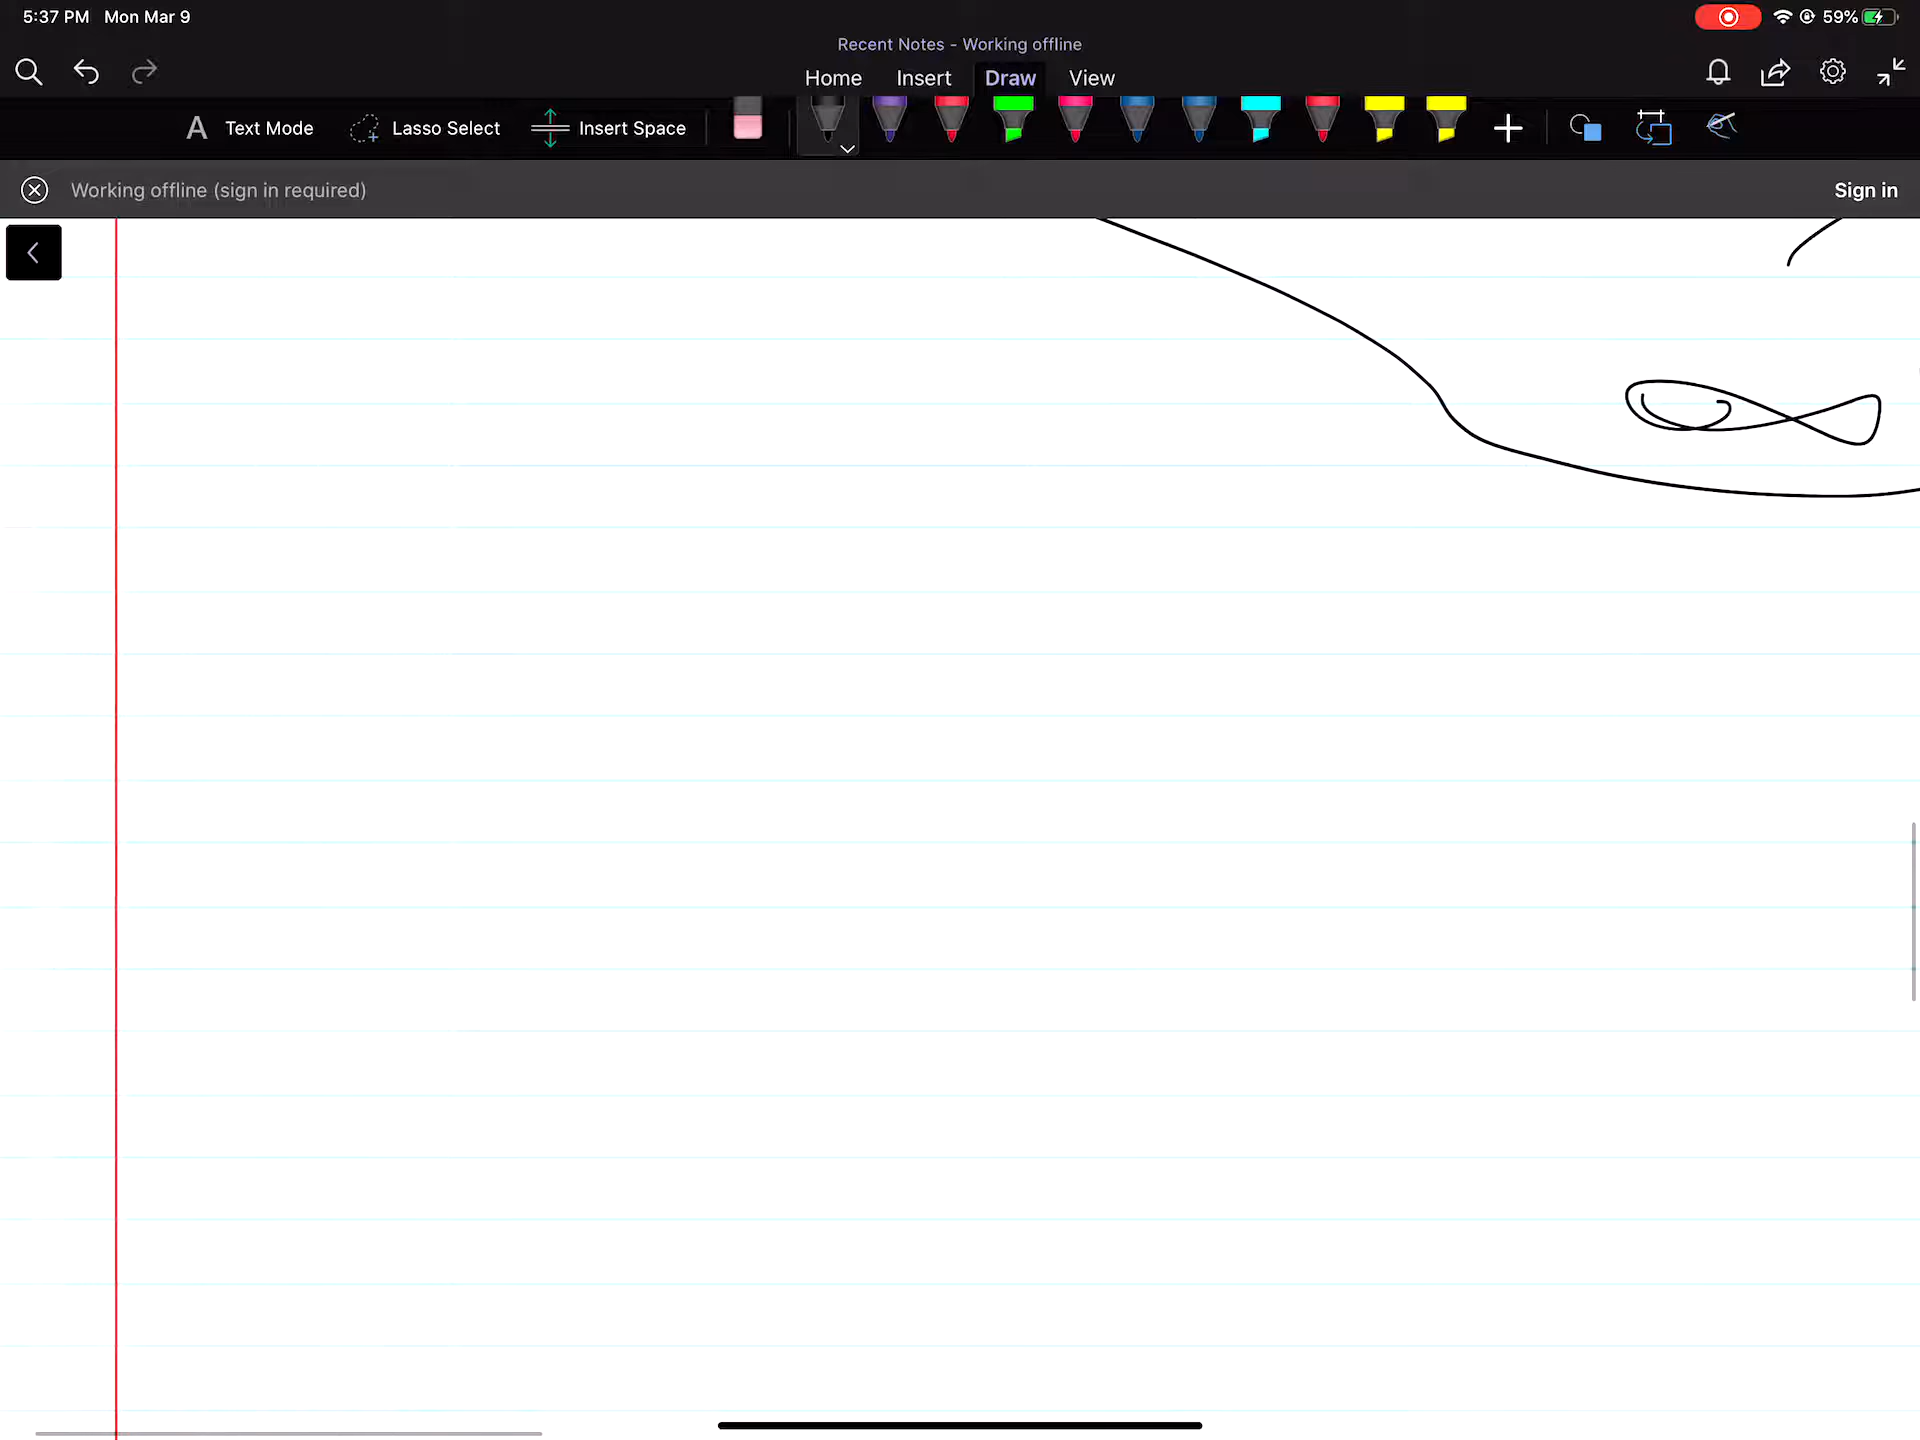 5:37 PM Mon Mar 9
59%
Recent Notes - Working offline
Home Insert Draw View
Text Mode Lasso Select Insert Space
Working offline (sign in required)
Sign in